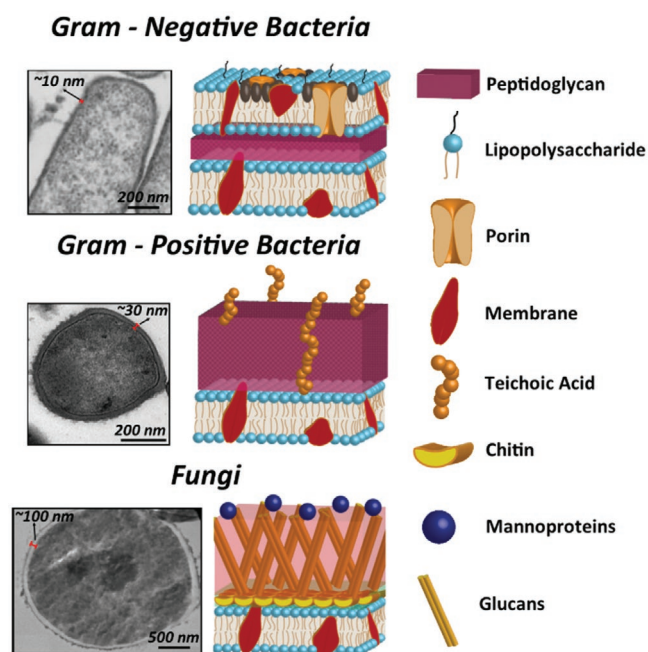 Gram - Negative Bacteria
~10 nm
200 nm
Peptidoglycan
Lipopolysaccharide
Porin
Gram - Positive Bacteria
~30 nm
200 nm
Membrane
Teichoic Acid
Chitin
Fungi
~100 nm
500 nm
Mannoproteins
Glucans